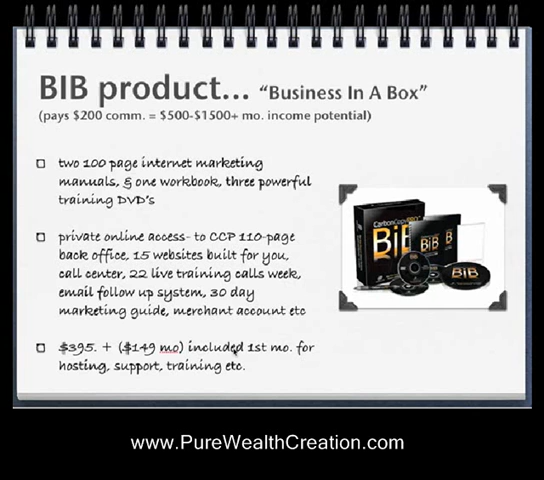 BIB product... “Business In A Box”
(pays $200 comm. = $500-$1500+ mo. income potential)
two 100 page internet marketing
manuals, & one workbook, three powerful
training DVD's
private online access- to CCP 110-page
back office, 15 websites built for you,
call center, 22 live training calls week,
email follow up system, 30 day
marketing guide, merchant account etc
$395. + ($149 mo) included 1st mo. for
hosting, support, training etc.
CarbonCopyPRO
BiB
BiB
BiB
www.PureWealthCreation.com